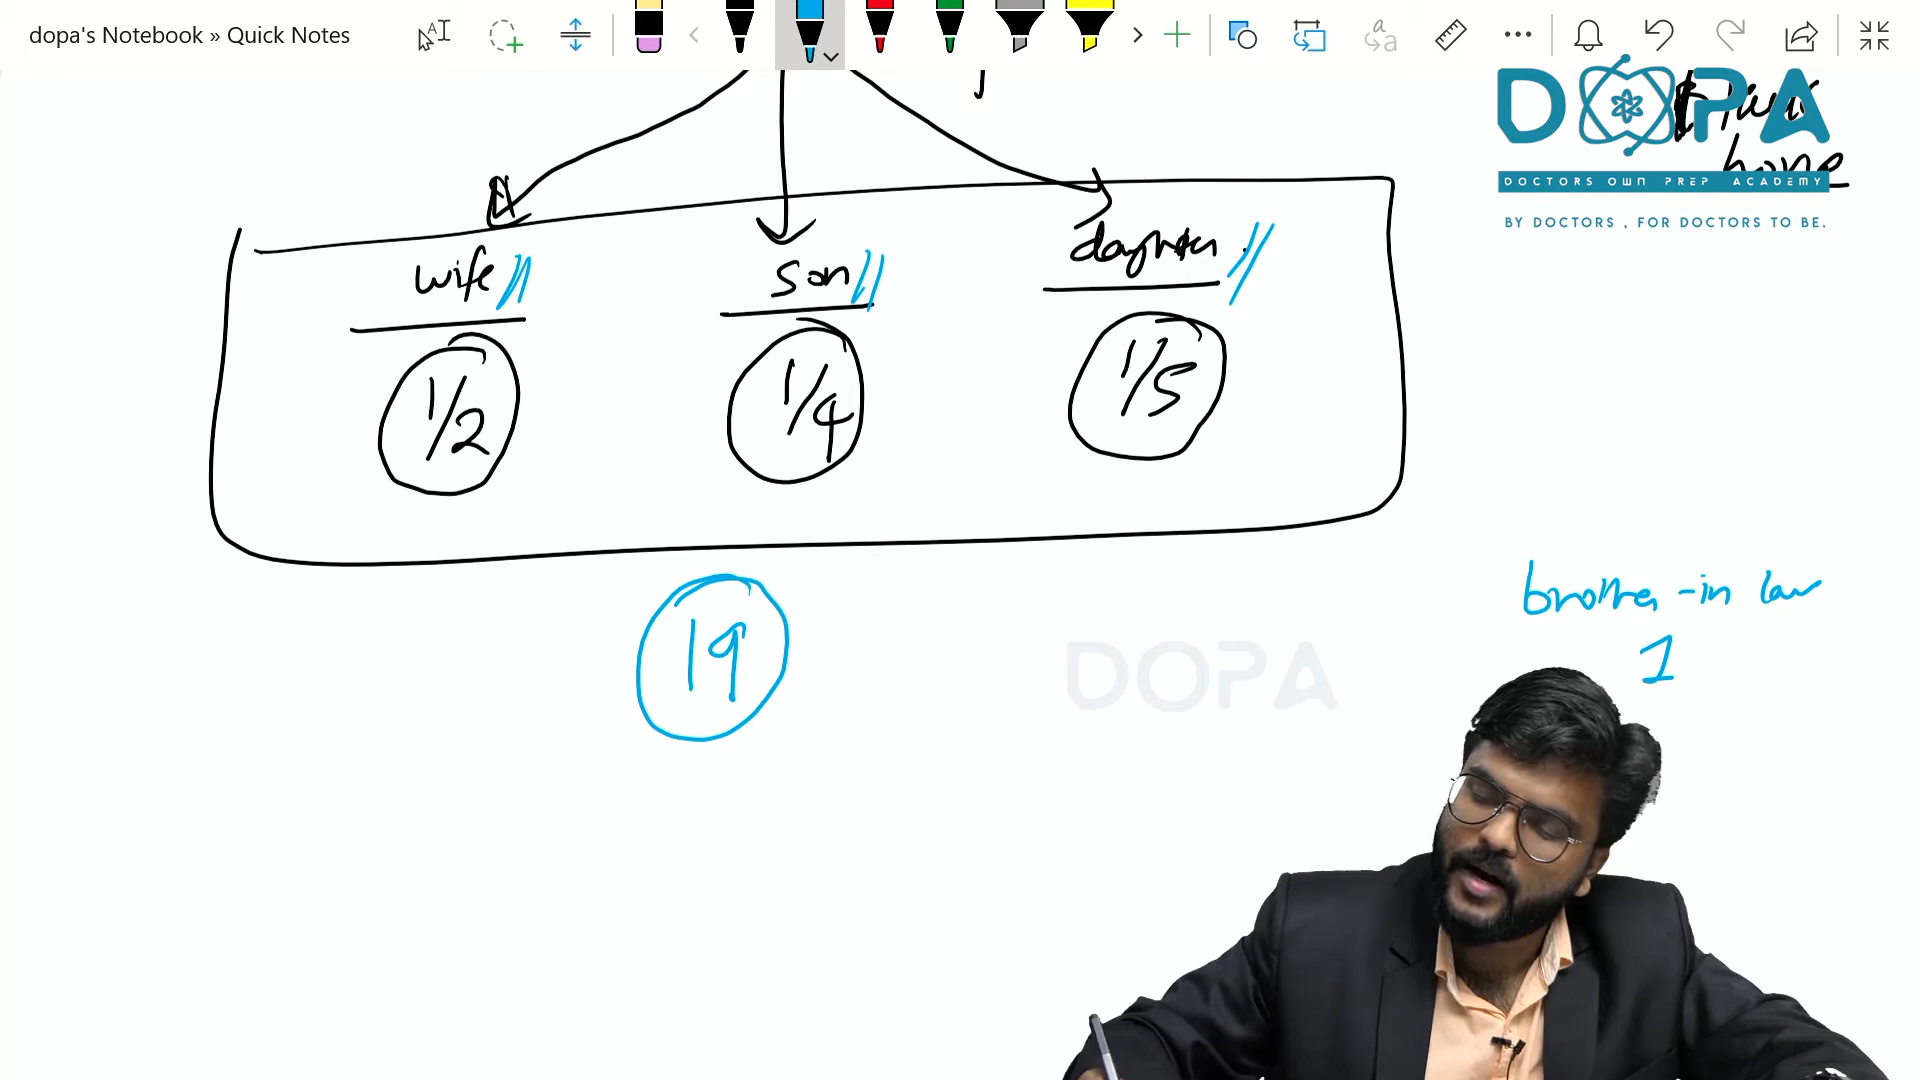 dopa's Notebook » Quick Notes
DOPA
DOCTORS OWN PREP ACADEMY
BY DOCTORS , FOR DOCTORS TO BE.
wife
son
daughter
1/2
1/4
1/5
19
brother-in law
1
DOPA